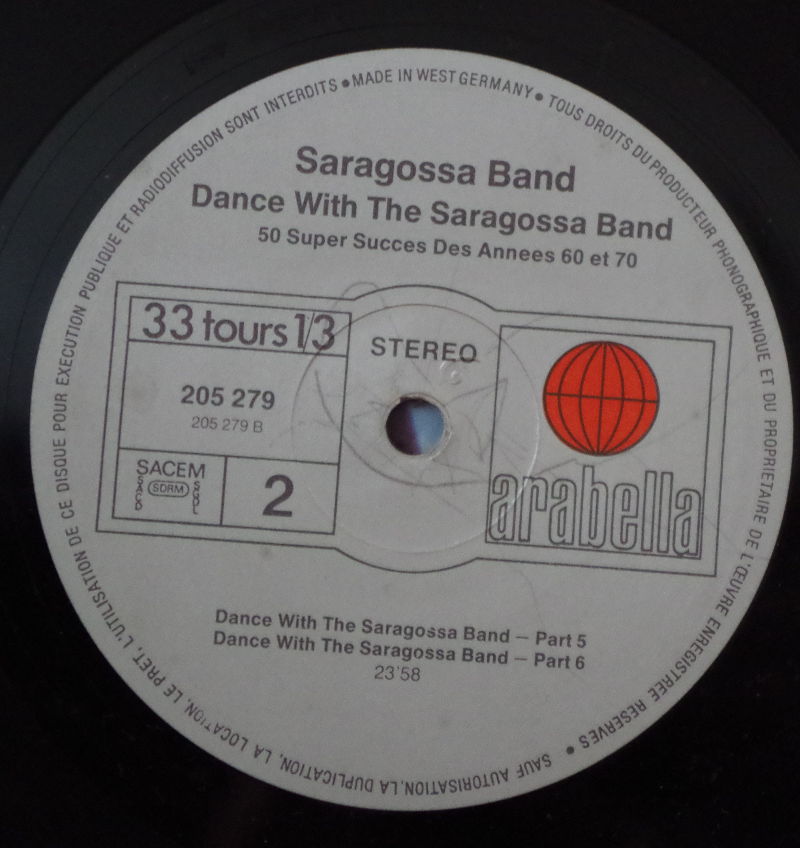 Saragossa Band
Dance With The Saragossa Band
50 Super Succes Des Annees 60 et 70
33 tours 1/3
STEREO
205 279
205 279 B
SACEM
SACD
SDRM
SGDL
2
arabella
Dance With The Saragossa Band – Part 5
Dance With The Saragossa Band – Part 6
23'58
MADE IN WEST GERMANY • TOUS DROITS DU PRODUCTEUR PHONOGRAPHIQUE ET DU PROPRIETAIRE DE L'ŒUVRE ENREGISTREE RESERVES • SAUF AUTORISATION, LA DUPLICATION, LA LOCATION, LE PRET, L'UTILISATION DE CE DISQUE POUR EXECUTION PUBLIQUE ET RADIODIFFUSION SONT INTERDITS •